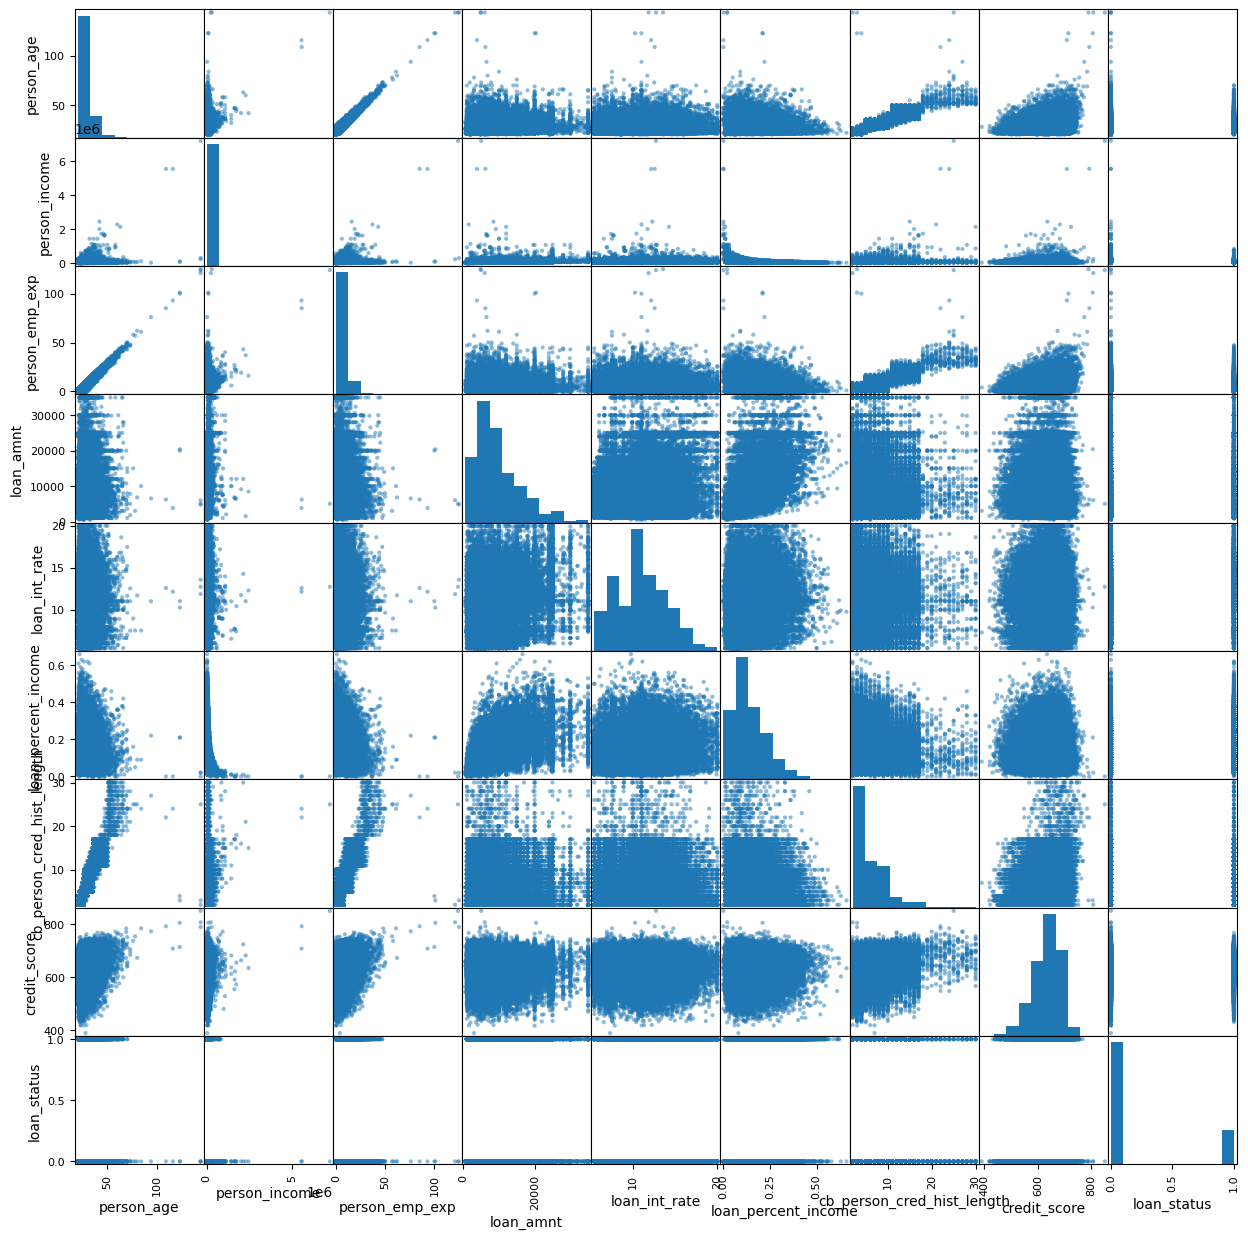 person_age
100
50
1e6
person_income
6
4
2
0
person_emp_exp
100
50
0
loan_amnt
30000
20000
10000
0
loan_int_rate
20
15
10
loan_percent_income
0.6
0.4
0.2
0.0
cb_person_cred_hist_length
30
20
10
credit_score
800
600
400
loan_status
1.0
0.5
0.0
50 100
0 5
0 50 100
20000
10 20
0.00 0.25 0.50
10 20 30
400 600 800
0.0 0.5 1.0
1e6
person_age
person_income
person_emp_exp
loan_amnt
loan_int_rate
loan_percent_income
cb_person_cred_hist_length
credit_score
loan_status